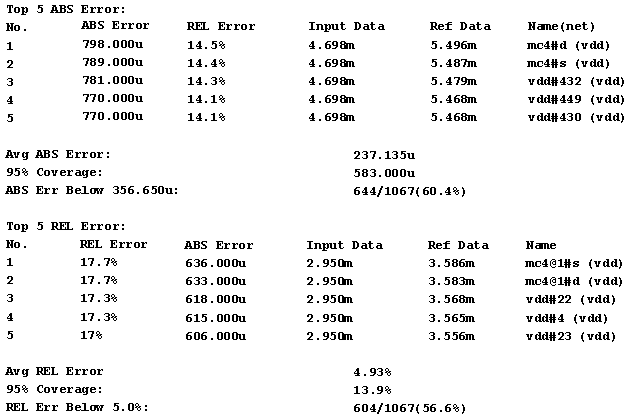 Top 5 ABS Error:
No. ABS Error REL Error Input Data Ref Data Name(net)
1 798.000u 14.5% 4.698m 5.496m mc4#d (vdd)
2 789.000u 14.4% 4.698m 5.487m mc4#s (vdd)
3 781.000u 14.3% 4.698m 5.479m vdd#432 (vdd)
4 770.000u 14.1% 4.698m 5.468m vdd#449 (vdd)
5 770.000u 14.1% 4.698m 5.468m vdd#430 (vdd)
Avg ABS Error: 237.135u
95% Coverage: 583.000u
ABS Err Below 356.650u: 644/1067(60.4%)
Top 5 REL Error:
No. REL Error ABS Error Input Data Ref Data Name
1 17.7% 636.000u 2.950m 3.586m mc4@1#s (vdd)
2 17.7% 633.000u 2.950m 3.583m mc4@1#d (vdd)
3 17.3% 618.000u 2.950m 3.568m vdd#22 (vdd)
4 17.3% 615.000u 2.950m 3.565m vdd#4 (vdd)
5 17% 606.000u 2.950m 3.556m vdd#23 (vdd)
Avg REL Error 4.93%
95% Coverage: 13.9%
REL Err Below 5.0%: 604/1067(56.6%)